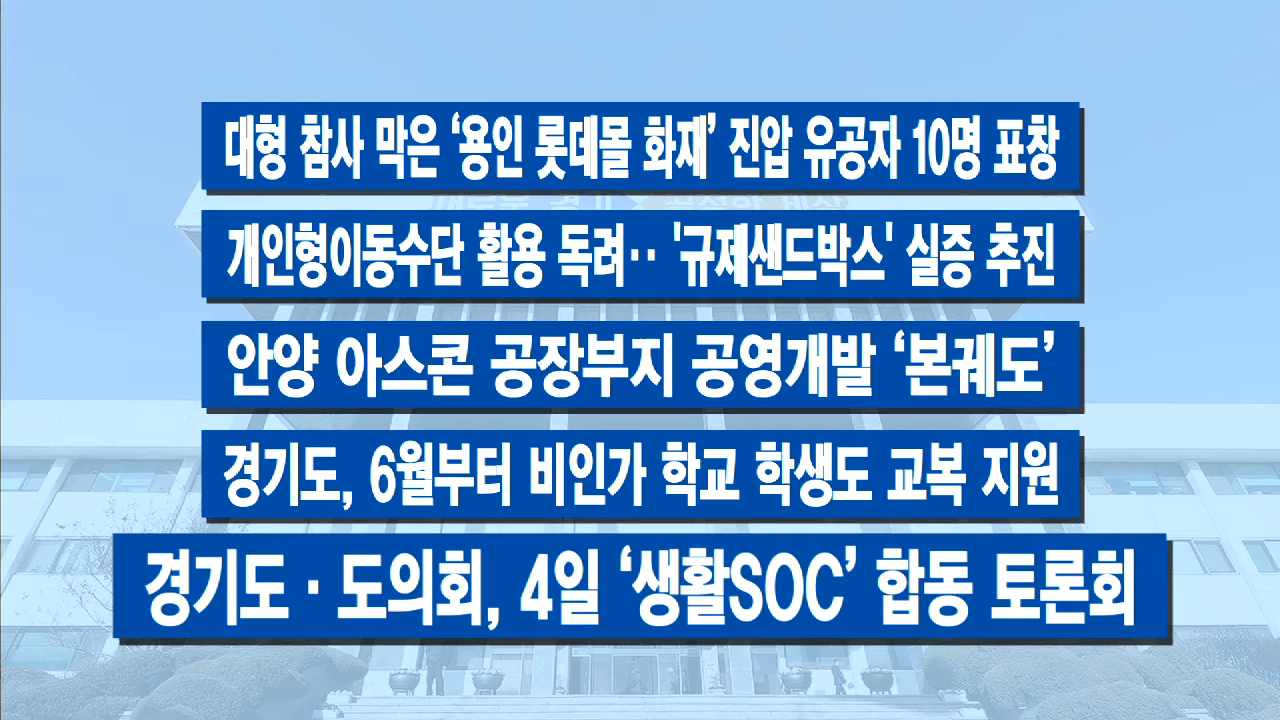 대형 참사 막은 ‘용인 롯데몰 화재’ 진압 유공자 10명 표창
개인형이동수단 활용 독려‥ '규제샌드박스' 실증 추진
안양 아스콘 공장부지 공영개발 ‘본궤도’
경기도, 6월부터 비인가 학교 학생도 교복 지원
경기도·도의회, 4일 ‘생활SOC’ 합동 토론회